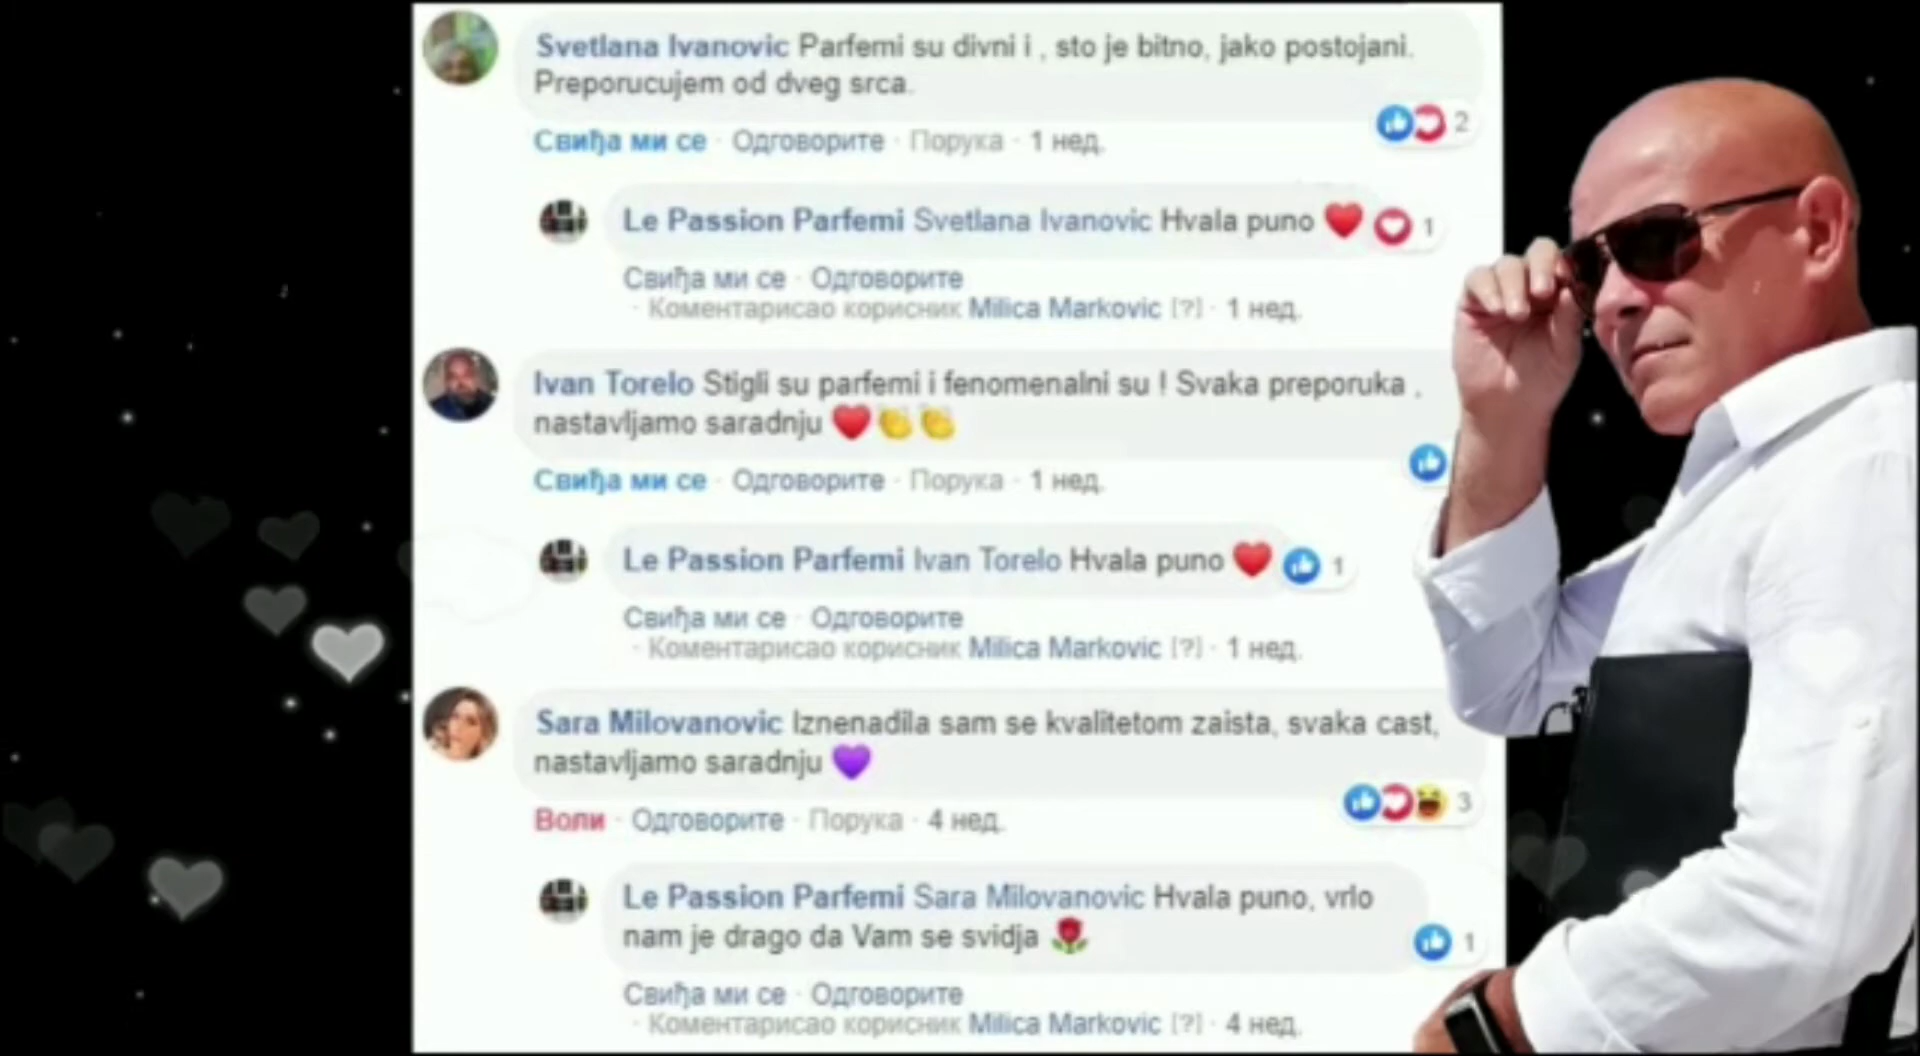 Svetlana Ivanovic Parfemi su divni i , sto je bitno, jako postojani.
Preporucujem od dveg srca.
2
Свиђа ми се · Одговорите · Порука · 1 нед.
Le Passion Parfemi Svetlana Ivanovic Hvala puno ❤️ 1
Свиђа ми се · Одговорите
· Коментарисао корисник Milica Markovic [?] · 1 нед.
Ivan Torelo Stigli su parfemi i fenomenalni su ! Svaka preporuka .
nastavljamo saradnju ❤️👏👏
Свиђа ми се · Одговорите · Порука · 1 нед.
Le Passion Parfemi Ivan Torelo Hvala puno ❤️ 1
Свиђа ми се · Одговорите
· Коментарисао корисник Milica Markovic [?] · 1 нед.
Sara Milovanovic Iznenadila sam se kvalitetom zaista, svaka cast,
nastavljamo saradnju 💜
3
Воли · Одговорите · Порука · 4 нед.
Le Passion Parfemi Sara Milovanovic Hvala puno, vrlo
nam je drago da Vam se svidja 🌹
1
Свиђа ми се · Одговорите
· Коментарисао корисник Milica Markovic [?] · 4 нед.